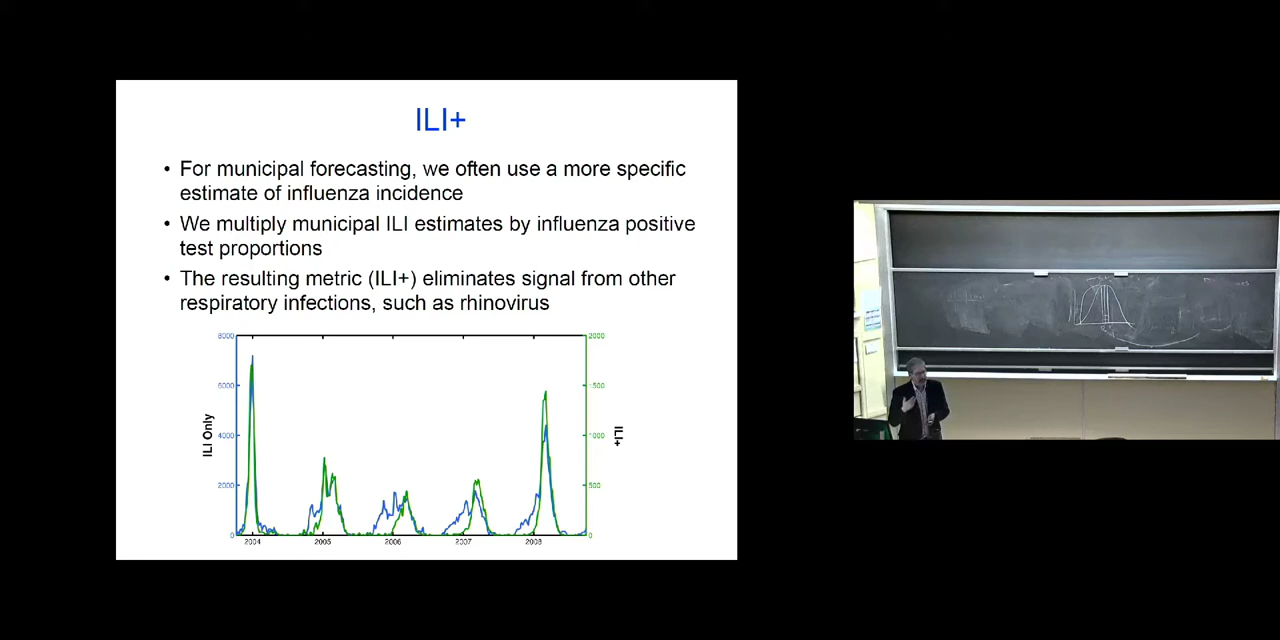 ILI+
• For municipal forecasting, we often use a more specific
estimate of influenza incidence
• We multiply municipal ILI estimates by influenza positive
test proportions
• The resulting metric (ILI+) eliminates signal from other
respiratory infections, such as rhinovirus
8000
6000
4000
2000
0
ILI Only
2000
1500
1000
500
0
ILI+
2004 2005 2006 2007 2008